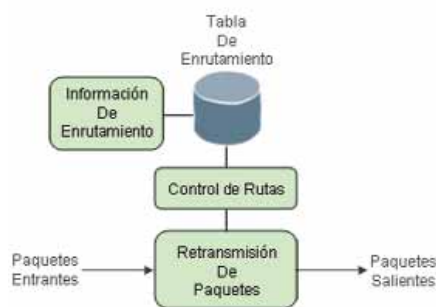 Tabla
De
Enrutamiento
Información
De
Enrutamiento
Control de Rutas
Paquetes
Entrantes
Retransmisión
De
Paquetes
Paquetes
Salientes